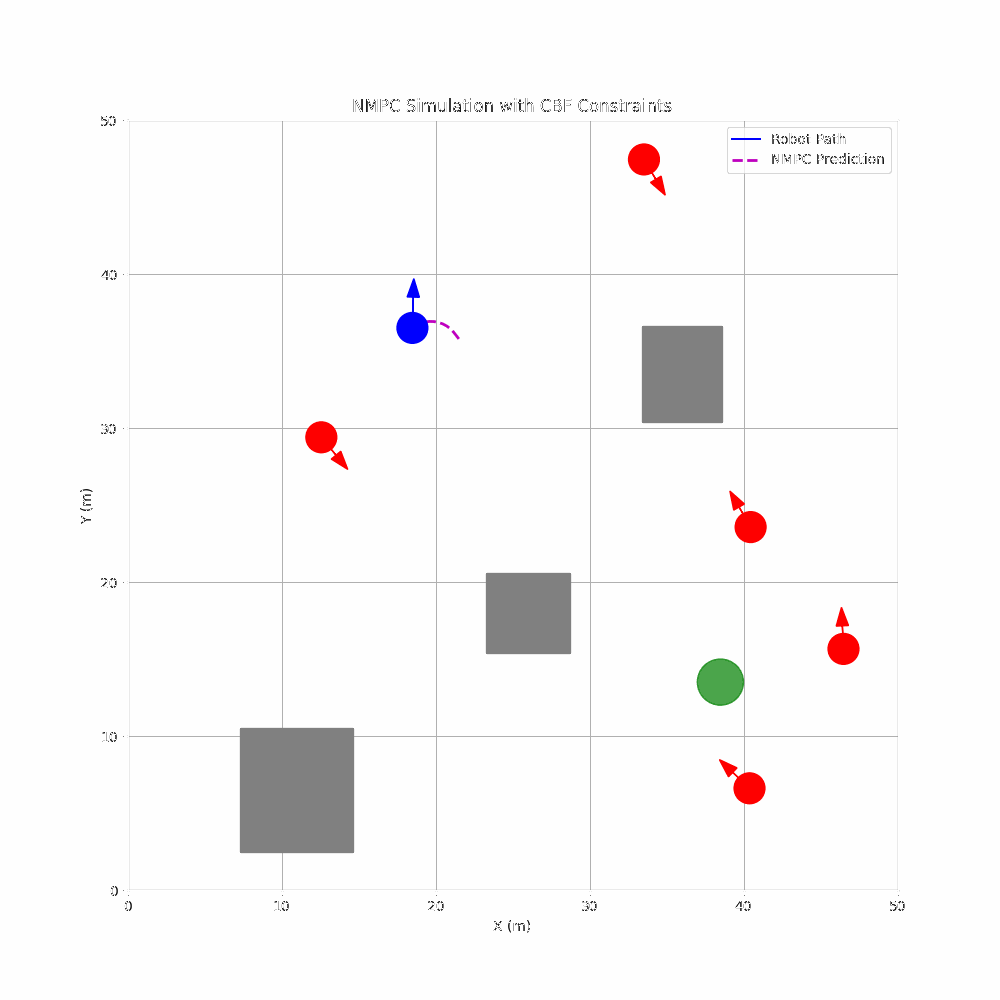 NMPC Simulation with CBF Constraints
Robot Path
NMPC Prediction
50
40
30
20
10
0
Y (m)
0 10 20 30 40 50
X (m)